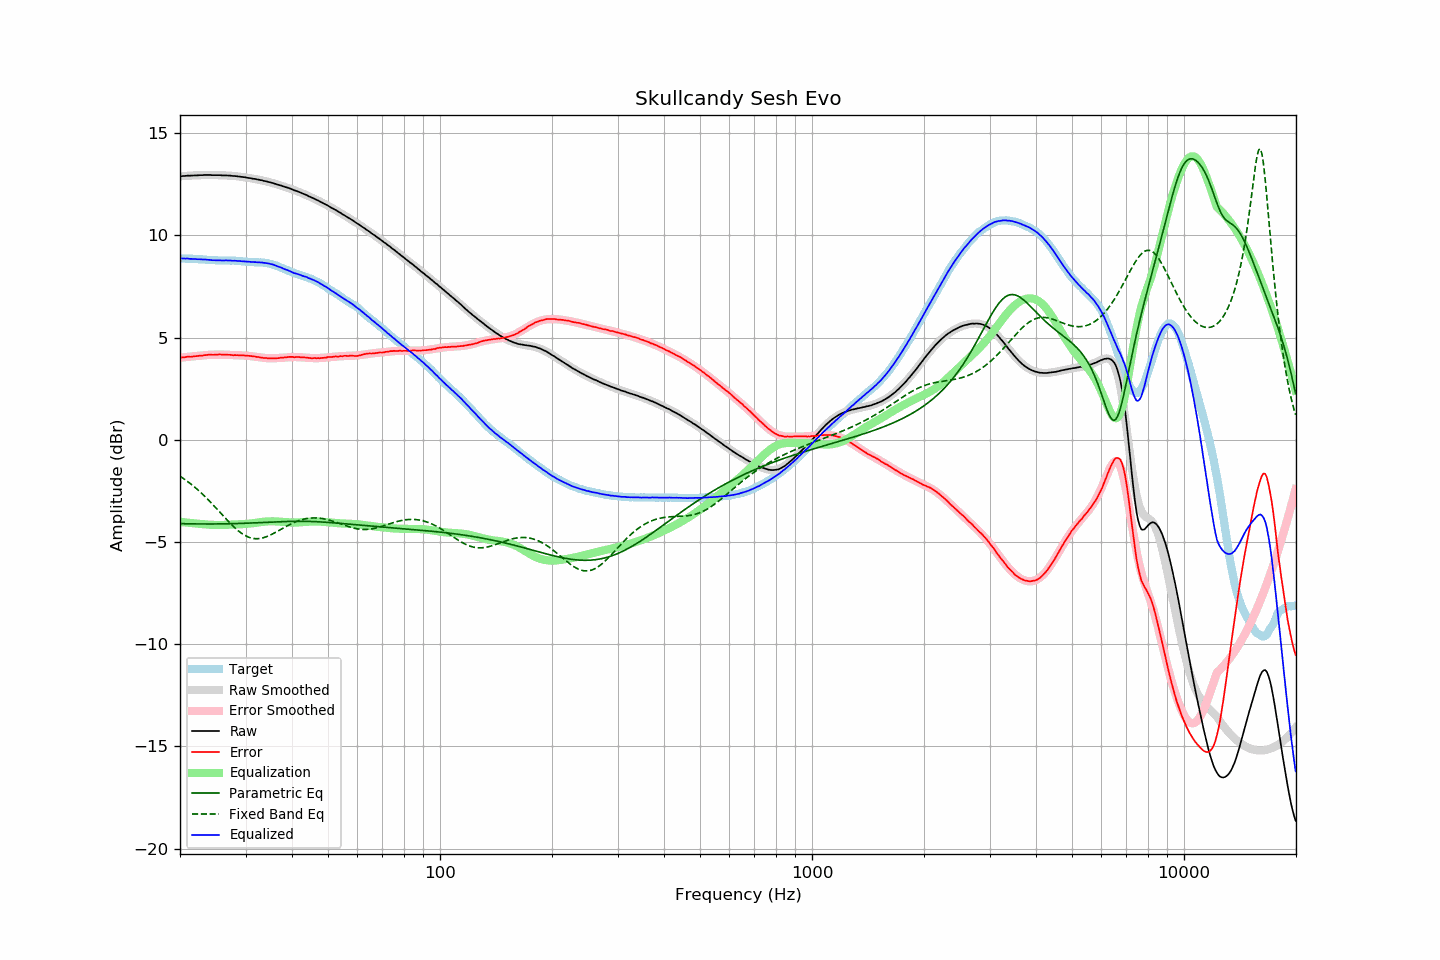 Skullcandy Sesh Evo
Amplitude (dBr)
15
10
5
0
−5
−10
−15
−20
Target
Raw Smoothed
Error Smoothed
Raw
Error
Equalization
Parametric Eq
Fixed Band Eq
Equalized
100
1000
10000
Frequency (Hz)